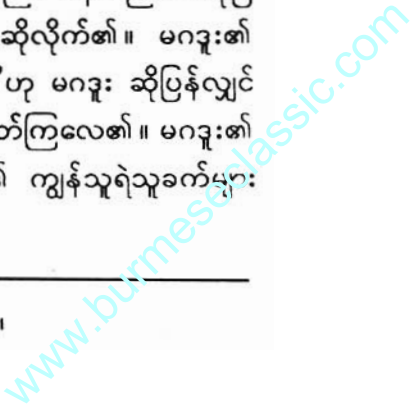 ဆိုလိုက်၏။ မဂဒူး၏
ဟု မဂဒူး ဆိုပြန်လျှင်
ကြလေ၏။ မဂဒူး၏
ကျွန်သူရဲသူခက်များ
www.burmeseclassic.com